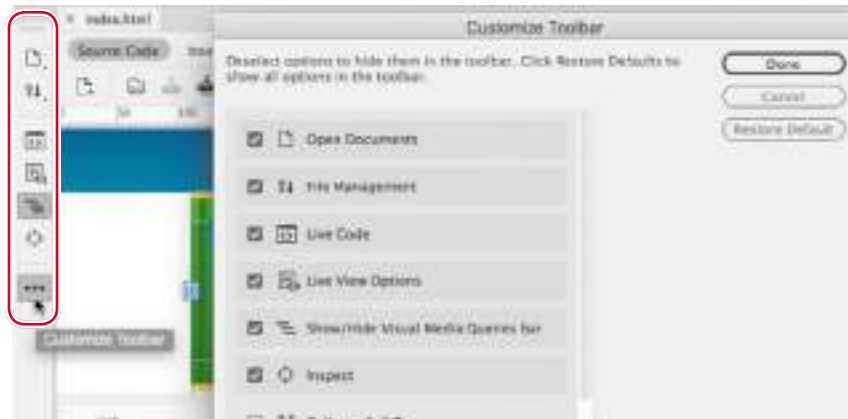 index.html
Customize Toolbar
Source Code
Deselect options to hide them in the toolbar. Click Restore Defaults to
show all options in the toolbar.
Done
Cancel
Restore Default
50
100
Open Documents
File Management
Live Code
Live View Options
Show/Hide Visual Media Queries bar
Inspect
Customize Toolbar